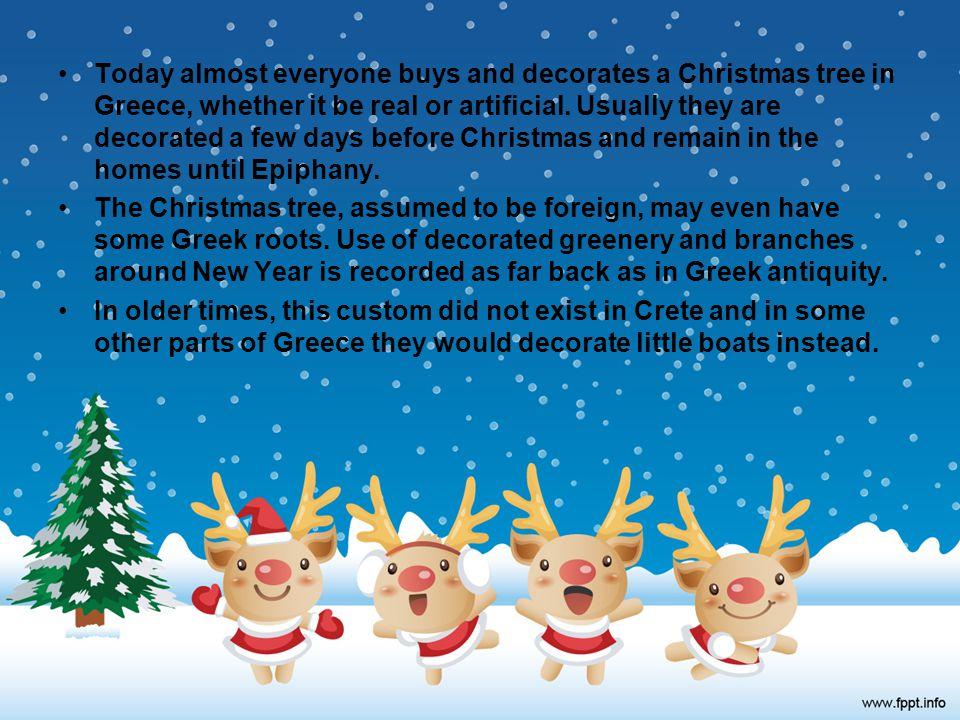 • Today almost everyone buys and decorates a Christmas tree in
Greece, whether it be real or artificial. Usually they are
decorated a few days before Christmas and remain in the
homes until Epiphany.
• The Christmas tree, assumed to be foreign, may even have
some Greek roots. Use of decorated greenery and branches
around New Year is recorded as far back as in Greek antiquity.
• In older times, this custom did not exist in Crete and in some
other parts of Greece they would decorate little boats instead.
www.fppt.info